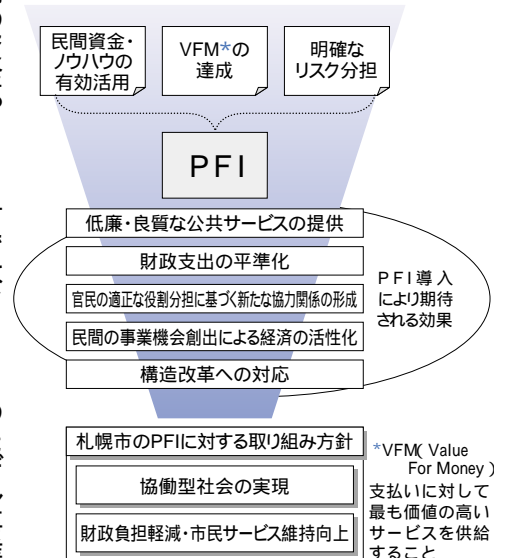 民間資金・
ノウハウの
有効活用
VFM*の
達成
明確な
リスク分担
PFI
低廉・良質な公共サービスの提供
財政支出の平準化
官民の適正な役割分担に基づく新たな協力関係の形成
民間の事業機会創出による経済の活性化
構造改革への対応
PFI導入
により期待
される効果
札幌市のPFIに対する取り組み方針
協働型社会の実現
財政負担軽減・市民サービス維持向上
*VFM( Value
For Money )
支払いに対して
最も価値の高い
サービスを供給
すること